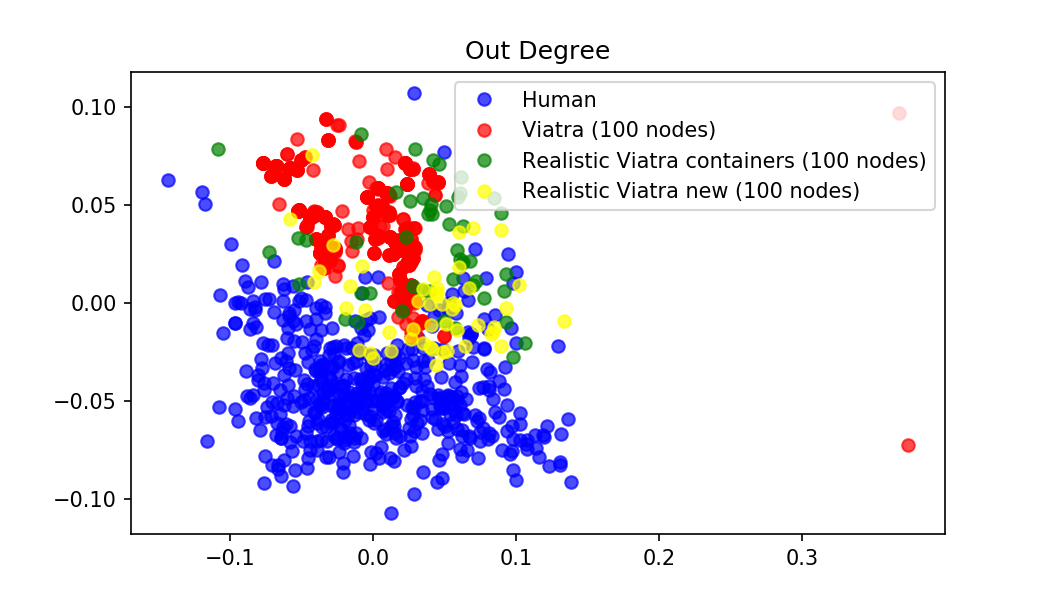 Out Degree
Human
Viatra (100 nodes)
Realistic Viatra containers (100 nodes)
Realistic Viatra new (100 nodes)
0.10
0.05
0.00
−0.05
−0.10
−0.1 0.0 0.1 0.2 0.3